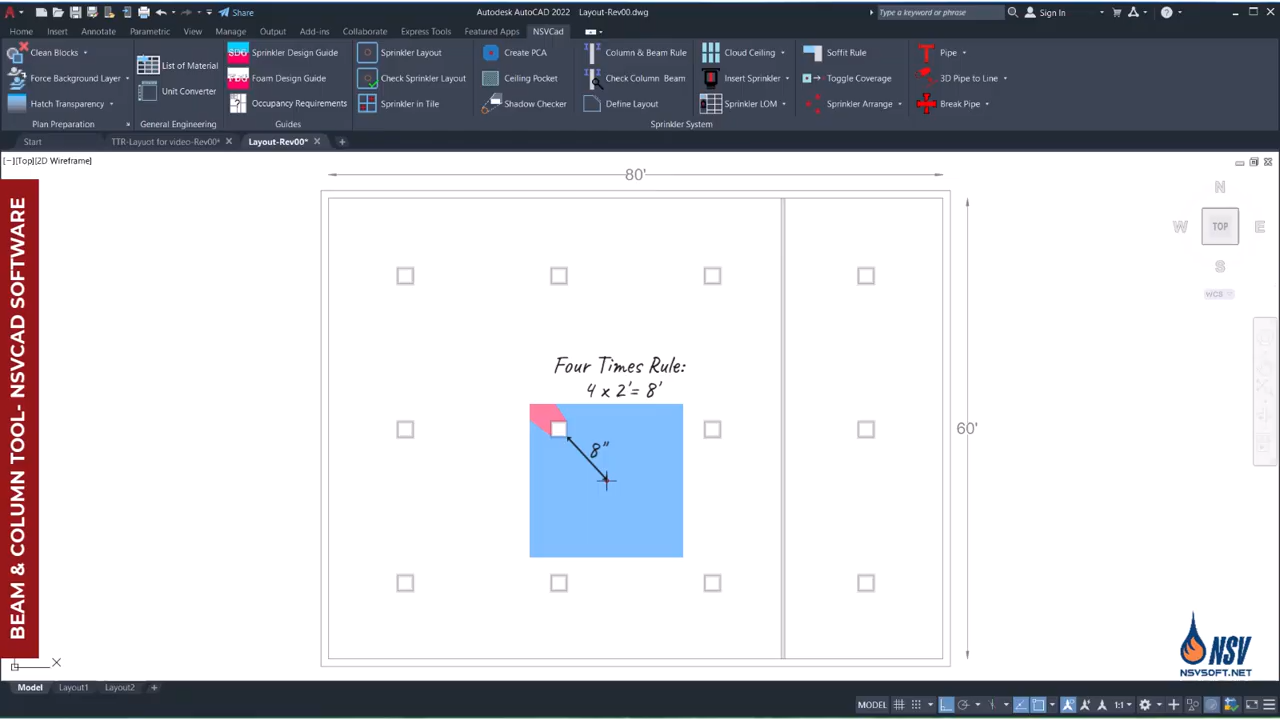 Autodesk AutoCAD 2022 Layout-Rev00.dwg
Share
Type a keyword or phrase
Sign In
Home Insert Annotate Parametric View Manage Output Add-ins Collaborate Express Tools Featured Apps NSVCad
Clean Blocks
Force Background Layer
Hatch Transparency
Plan Preparation
List of Material
Unit Converter
General Engineering
SDG Sprinkler Design Guide
FDG Foam Design Guide
Occupancy Requirements
Guides
Sprinkler Layout
Check Sprinkler Layout
Sprinkler in Tile
Create PCA
Ceiling Pocket
Shadow Checker
Column & Beam Rule
Check Column Beam
Define Layout
Cloud Ceiling
Insert Sprinkler
Sprinkler LOM
Soffit Rule
Toggle Coverage
Sprinkler Arrange
Pipe
3D Pipe to Line
Break Pipe
Sprinkler System
Start
TTR-Layuot for video-Rev00*
Layout-Rev00*
[−][Top][2D Wireframe]
BEAM & COLUMN TOOL- NSVCAD SOFTWARE
80'
60'
Four Times Rule:
4 x 2'= 8'
8"
N
W TOP E
S
WCS
Y
X
NSV
NSVSOFT.NET
Model Layout1 Layout2
MODEL
1:1